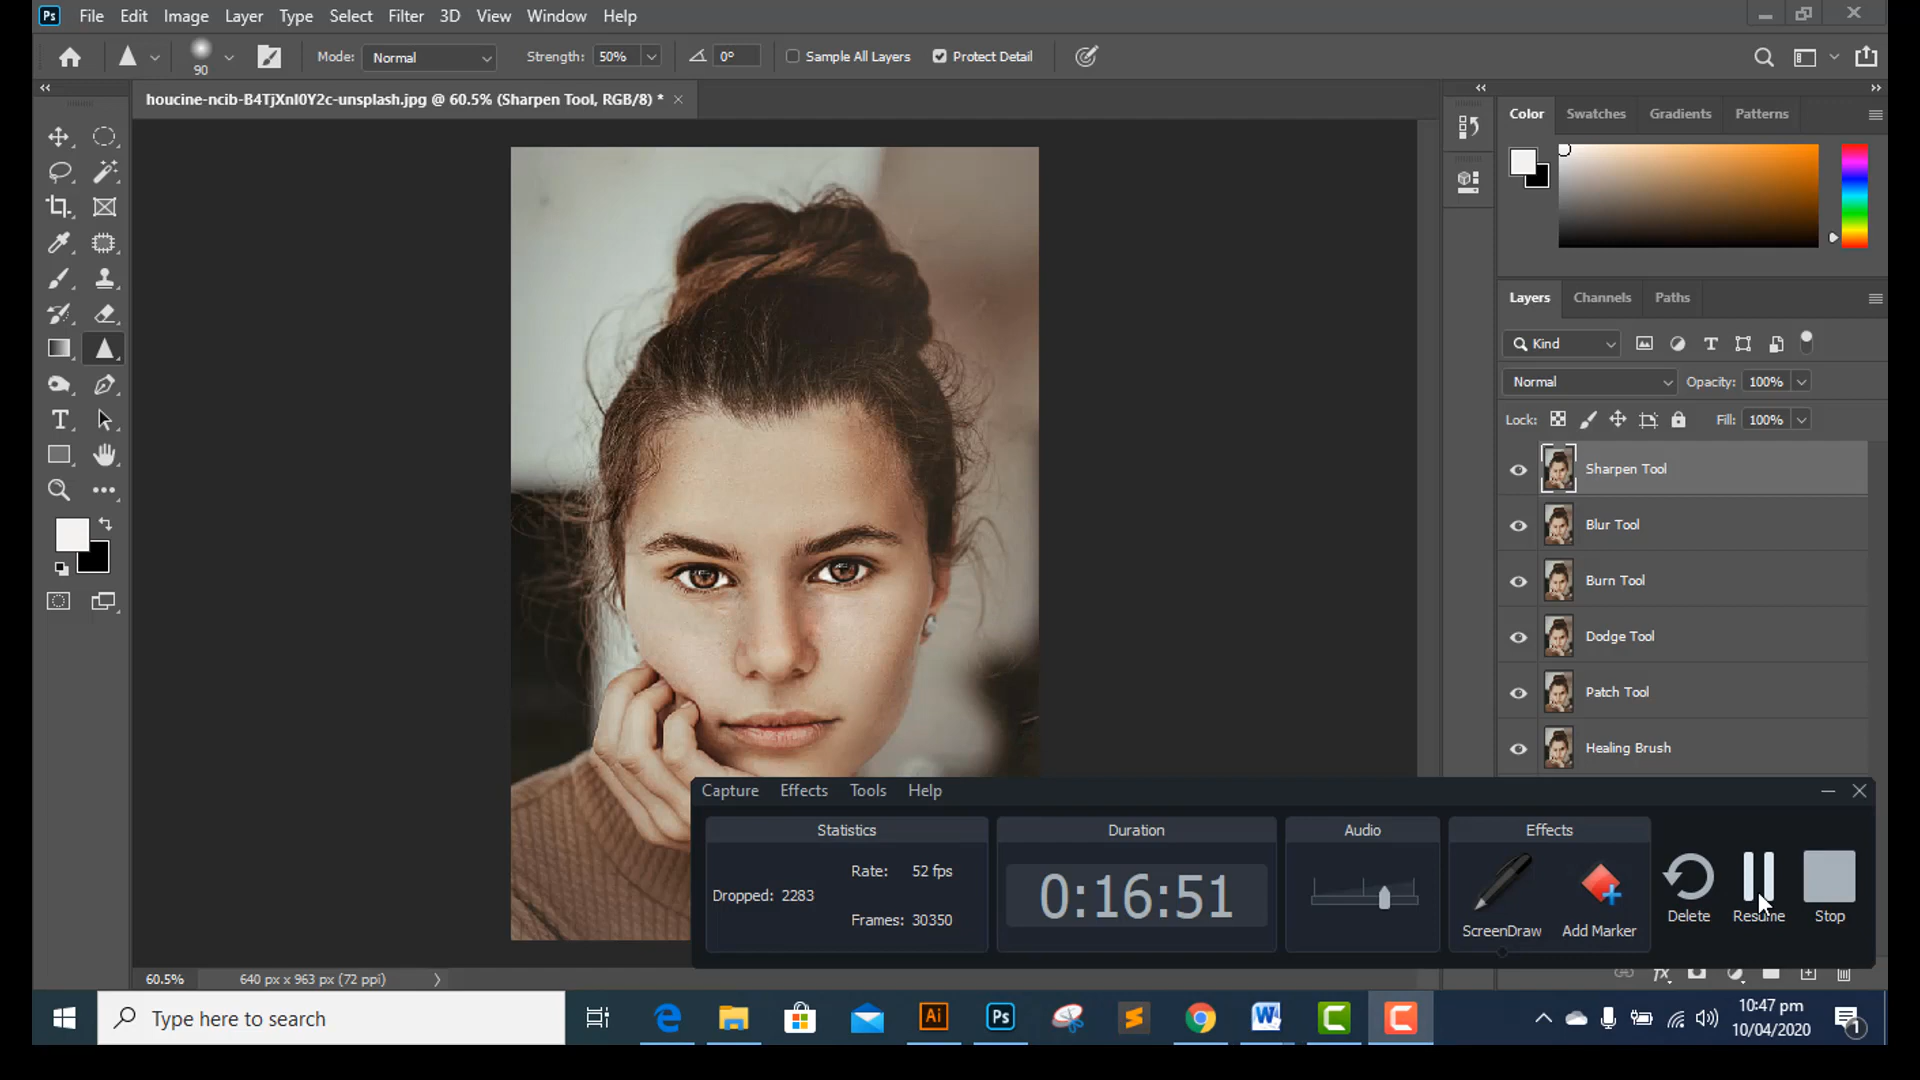 Ps File Edit Image Layer Type Select Filter 3D View Window Help
90 Mode: Normal Strength: 50% 0° Sample All Layers Protect Detail
houcine-ncib-B4TjXnI0Y2c-unsplash.jpg @ 60.5% (Sharpen Tool, RGB/8) *
Color Swatches Gradients Patterns
Layers Channels Paths
Kind
Normal Opacity: 100%
Lock: Fill: 100%
Sharpen Tool
Blur Tool
Burn Tool
Dodge Tool
Patch Tool
Healing Brush
Capture Effects Tools Help
Statistics Duration Audio Effects
Rate: 52 fps
Dropped: 2283
Frames: 30350
0:16:51
ScreenDraw Add Marker
Delete Resume Stop
60.5% 640 px x 963 px (72 ppi)
Type here to search
Ai Ps
10:47 pm
10/04/2020
1